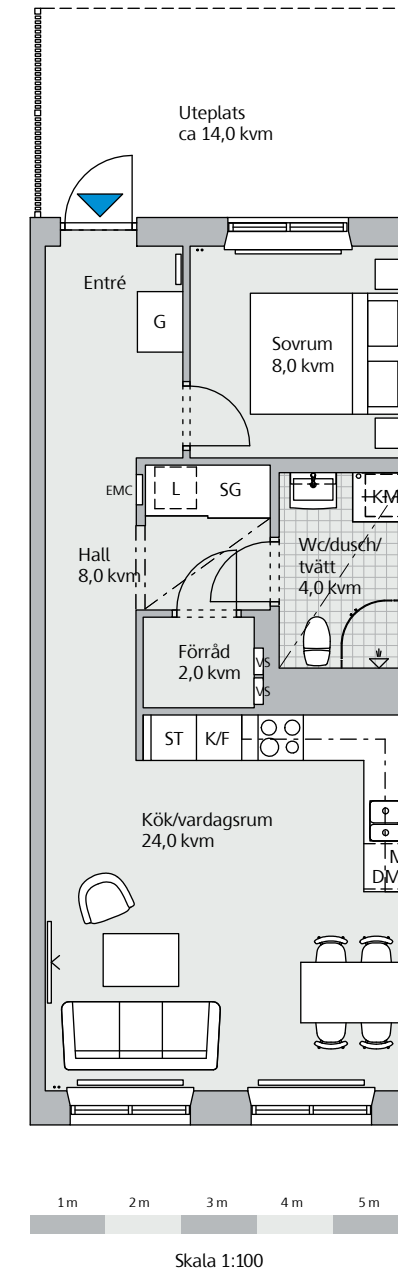 Uteplats
ca 14,0 kvm
Entré
G
Sovrum
8,0 kvm
EMC
L
SG
KM
Hall
8,0 kvm
Wc/dusch/
tvätt
4,0 kvm
Förråd
2,0 kvm
VS
VS
ST
K/F
Kök/vardagsrum
24,0 kvm
M
DM
1 m
2 m
3 m
4 m
5 m
Skala 1:100